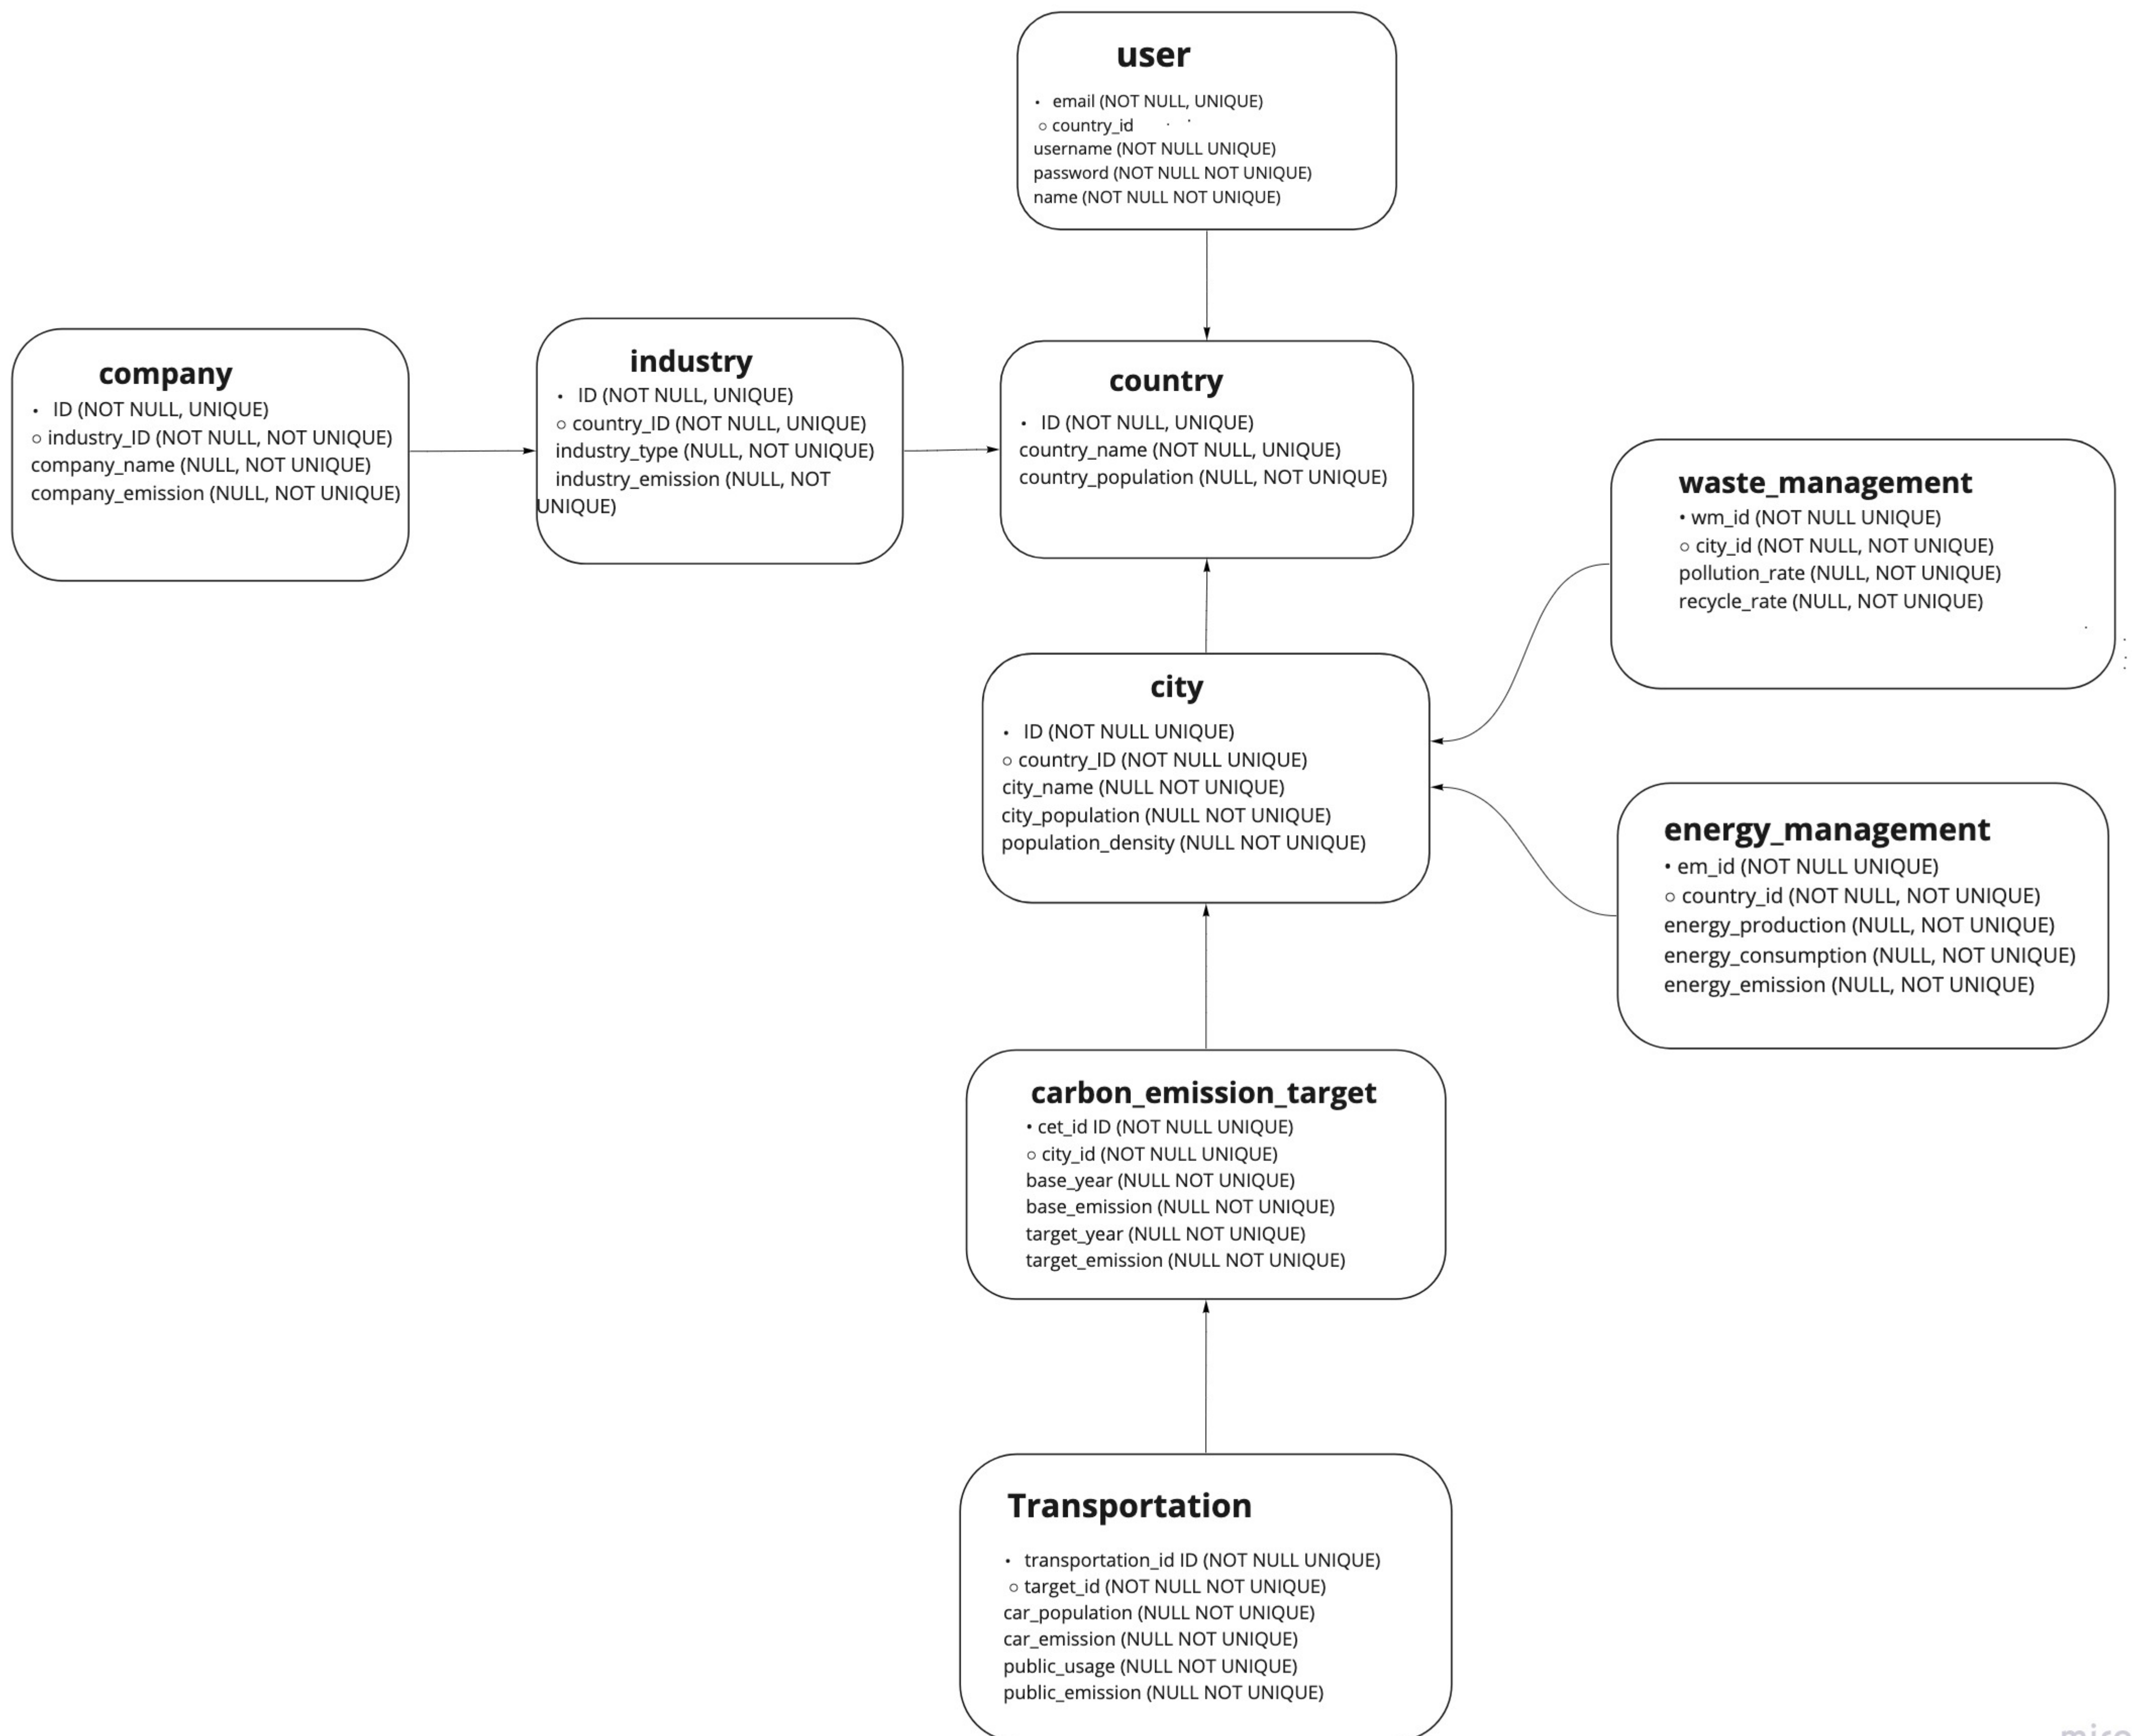 user
• email (NOT NULL, UNIQUE)
○ country_id
username (NOT NULL UNIQUE)
password (NOT NULL NOT UNIQUE)
name (NOT NULL NOT UNIQUE)
company
• ID (NOT NULL, UNIQUE)
○ industry_ID (NOT NULL, NOT UNIQUE)
company_name (NULL, NOT UNIQUE)
company_emission (NULL, NOT UNIQUE)
industry
• ID (NOT NULL, UNIQUE)
○ country_ID (NOT NULL, UNIQUE)
industry_type (NULL, NOT UNIQUE)
industry_emission (NULL, NOT
UNIQUE)
country
• ID (NOT NULL, UNIQUE)
country_name (NOT NULL, UNIQUE)
country_population (NULL, NOT UNIQUE)
waste_management
• wm_id (NOT NULL UNIQUE)
○ city_id (NOT NULL, NOT UNIQUE)
pollution_rate (NULL, NOT UNIQUE)
recycle_rate (NULL, NOT UNIQUE)
city
• ID (NOT NULL UNIQUE)
○ country_ID (NOT NULL UNIQUE)
city_name (NULL NOT UNIQUE)
city_population (NULL NOT UNIQUE)
population_density (NULL NOT UNIQUE)
energy_management
• em_id (NOT NULL UNIQUE)
○ country_id (NOT NULL, NOT UNIQUE)
energy_production (NULL, NOT UNIQUE)
energy_consumption (NULL, NOT UNIQUE)
energy_emission (NULL, NOT UNIQUE)
carbon_emission_target
• cet_id ID (NOT NULL UNIQUE)
○ city_id (NOT NULL UNIQUE)
base_year (NULL NOT UNIQUE)
base_emission (NULL NOT UNIQUE)
target_year (NULL NOT UNIQUE)
target_emission (NULL NOT UNIQUE)
Transportation
• transportation_id ID (NOT NULL UNIQUE)
○ target_id (NOT NULL NOT UNIQUE)
car_population (NULL NOT UNIQUE)
car_emission (NULL NOT UNIQUE)
public_usage (NULL NOT UNIQUE)
public_emission (NULL NOT UNIQUE)
miro